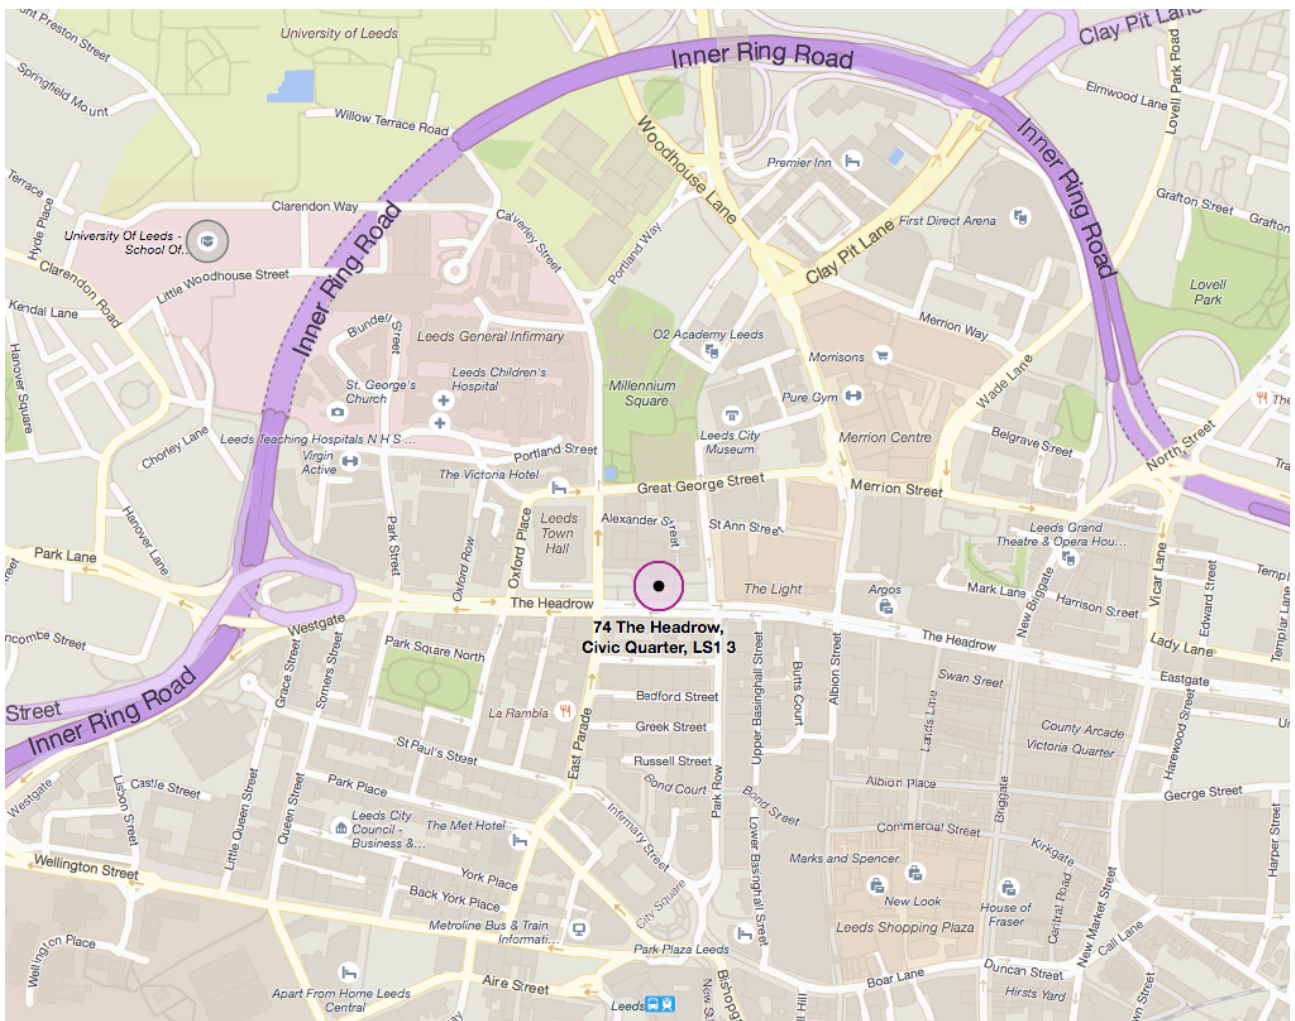 unt Preston Street
University of Leeds
Clay Pit Lane
Inner Ring Road
Springfield Mount
Elmwood Lane
Lovell Park Road
Willow Terrace Road
Woodhouse Lane
Inner Ring Road
Premier Inn
Terrace
Hyde Place
Clarendon Way
Calverley Street
Grafton Street
Grafton
University Of Leeds -
School Of...
Inner Ring Road
Portland Way
First Direct Arena
Clay Pit Lane
Clarendon Road
Little Woodhouse Street
Lovell
Park
Kendal Lane
Blundell Street
Leeds General Infirmary
O2 Academy Leeds
Merrion Way
Hanover Square
Morrisons
Wade Lane
St. George's
Church
Leeds Children's
Hospital
Millennium
Square
Pure Gym
The
Chorley Lane
Leeds Teaching Hospitals N H S ...
Leeds City
Museum
Merrion Centre
Belgrave Street
North Street
Virgin
Active
Portland Street
The Victoria Hotel
Great George Street
Merrion Street
Tra
Hanover Lane
Park Street
Oxford Row
Oxford Place
Leeds
Town
Hall
Alexander Street
St Ann Street
Leeds Grand
Theatre & Opera Hou...
Park Lane
reet
Vicar Lane
Edward Street
Templ
Templar Lane
The Light
Argos
Mark Lane
New Briggate
Harrison Street
Westgate
The Headrow
74 The Headrow,
Civic Quarter, LS1 3
The Headrow
Lady Lane
ncombe Street
Park Square North
Grace Street
Somers Street
Upper Basinghall Street
Butts Court
Albion Street
Swan Street
Eastgate
Street
Inner Ring Road
La Rambla
Bedford Street
Greek Street
Lands Lane
County Arcade
Victoria Quarter
Harewood Street
Un
East Parade
St Paul's Street
Russell Street
Bond Court
Park Row
Bond Street
Albion Place
Briggate
George Street
Westgate
Lisbon Street
Castle Street
Little Queen Street
Queen Street
Park Place
Leeds City
Council -
Business &...
The Met Hotel
Infirmary Street
Lower Basinghall Street
Commercial Street
Kirkgate
Harper Street
Wellington Street
York Place
Back York Place
Marks and Spencer
New Look
House of
Fraser
Central Road
New Market Street
Metroline Bus & Train
Informati...
City Square
Leeds Shopping Plaza
Call Lane
Wellington Place
Park Plaza Leeds
Boar Lane
Duncan Street
Apart From Home Leeds
Central
Aire Street
Leeds
New S
Bishopg
Hirsts Yard
wn Street